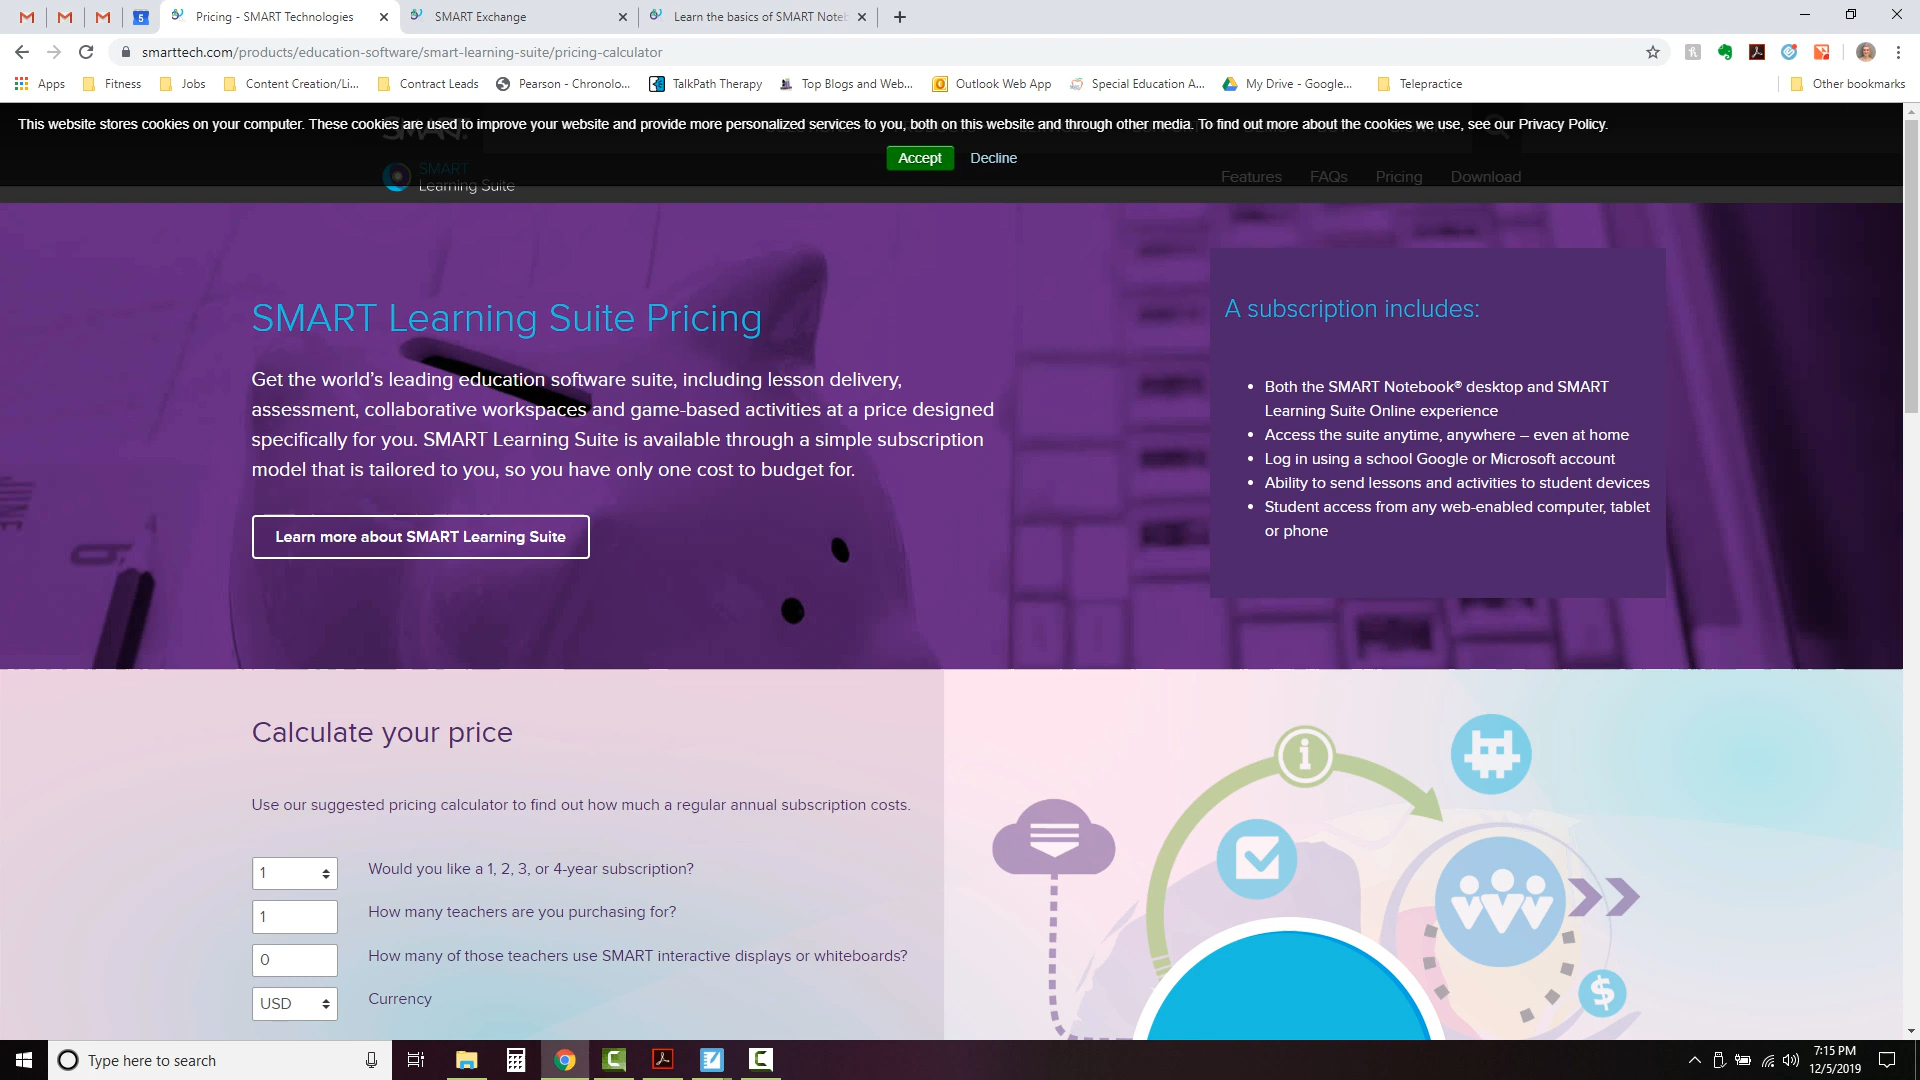 Pricing - SMART Technologies
SMART Exchange
Learn the basics of SMART Noteb
5
smarttech.com/products/education-software/smart-learning-suite/pricing-calculator
Apps
Fitness
Jobs
Content Creation/Li...
Contract Leads
Pearson - Chronolo...
TalkPath Therapy
Top Blogs and Web...
Outlook Web App
Special Education A...
My Drive - Google...
Telepractice
Other bookmarks
This website stores cookies on your computer. These cookies are used to improve your website and provide more personalized services to you, both on this website and through other media. To find out more about the cookies we use, see our Privacy Policy.
Accept
Decline
SMART
SMART
Learning Suite
Features
FAQs
Pricing
Download
SMART Learning Suite Pricing
Get the world's leading education software suite, including lesson delivery,
assessment, collaborative workspaces and game-based activities at a price designed
specifically for you. SMART Learning Suite is available through a simple subscription
model that is tailored to you, so you have only one cost to budget for.
Learn more about SMART Learning Suite
A subscription includes:
• Both the SMART Notebook® desktop and SMART
Learning Suite Online experience
• Access the suite anytime, anywhere – even at home
• Log in using a school Google or Microsoft account
• Ability to send lessons and activities to student devices
• Student access from any web-enabled computer, tablet
or phone
Calculate your price
Use our suggested pricing calculator to find out how much a regular annual subscription costs.
1
Would you like a 1, 2, 3, or 4-year subscription?
1
How many teachers are you purchasing for?
0
How many of those teachers use SMART interactive displays or whiteboards?
USD
Currency
$
Type here to search
7:15 PM
12/5/2019